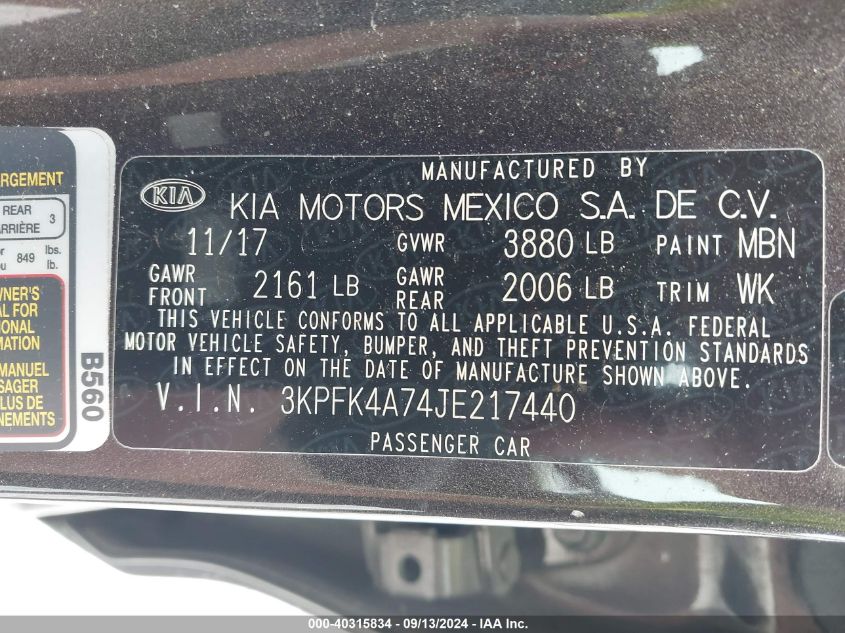 RGEMENT
REAR 3
ARRIÈRE
849 lbs.
lb.
WNER'S
AL FOR
IONAL
MATION
MANUEL
SAGER
LUS DE
NEMENTS
B560
MANUFACTURED BY
KIA KIA MOTORS MEXICO S.A. DE C.V.
11/17 GVWR 3880 LB PAINT MBN
GAWR FRONT 2161 LB GAWR REAR 2006 LB TRIM WK
THIS VEHICLE CONFORMS TO ALL APPLICABLE U.S.A. FEDERAL
MOTOR VEHICLE SAFETY, BUMPER, AND THEFT PREVENTION STANDARDS
IN EFFECT ON THE DATE OF MANUFACTURE SHOWN ABOVE.
V.I.N. 3KPFK4A74JE217440
PASSENGER CAR
000-40315834 - 09/13/2024 - IAA Inc.